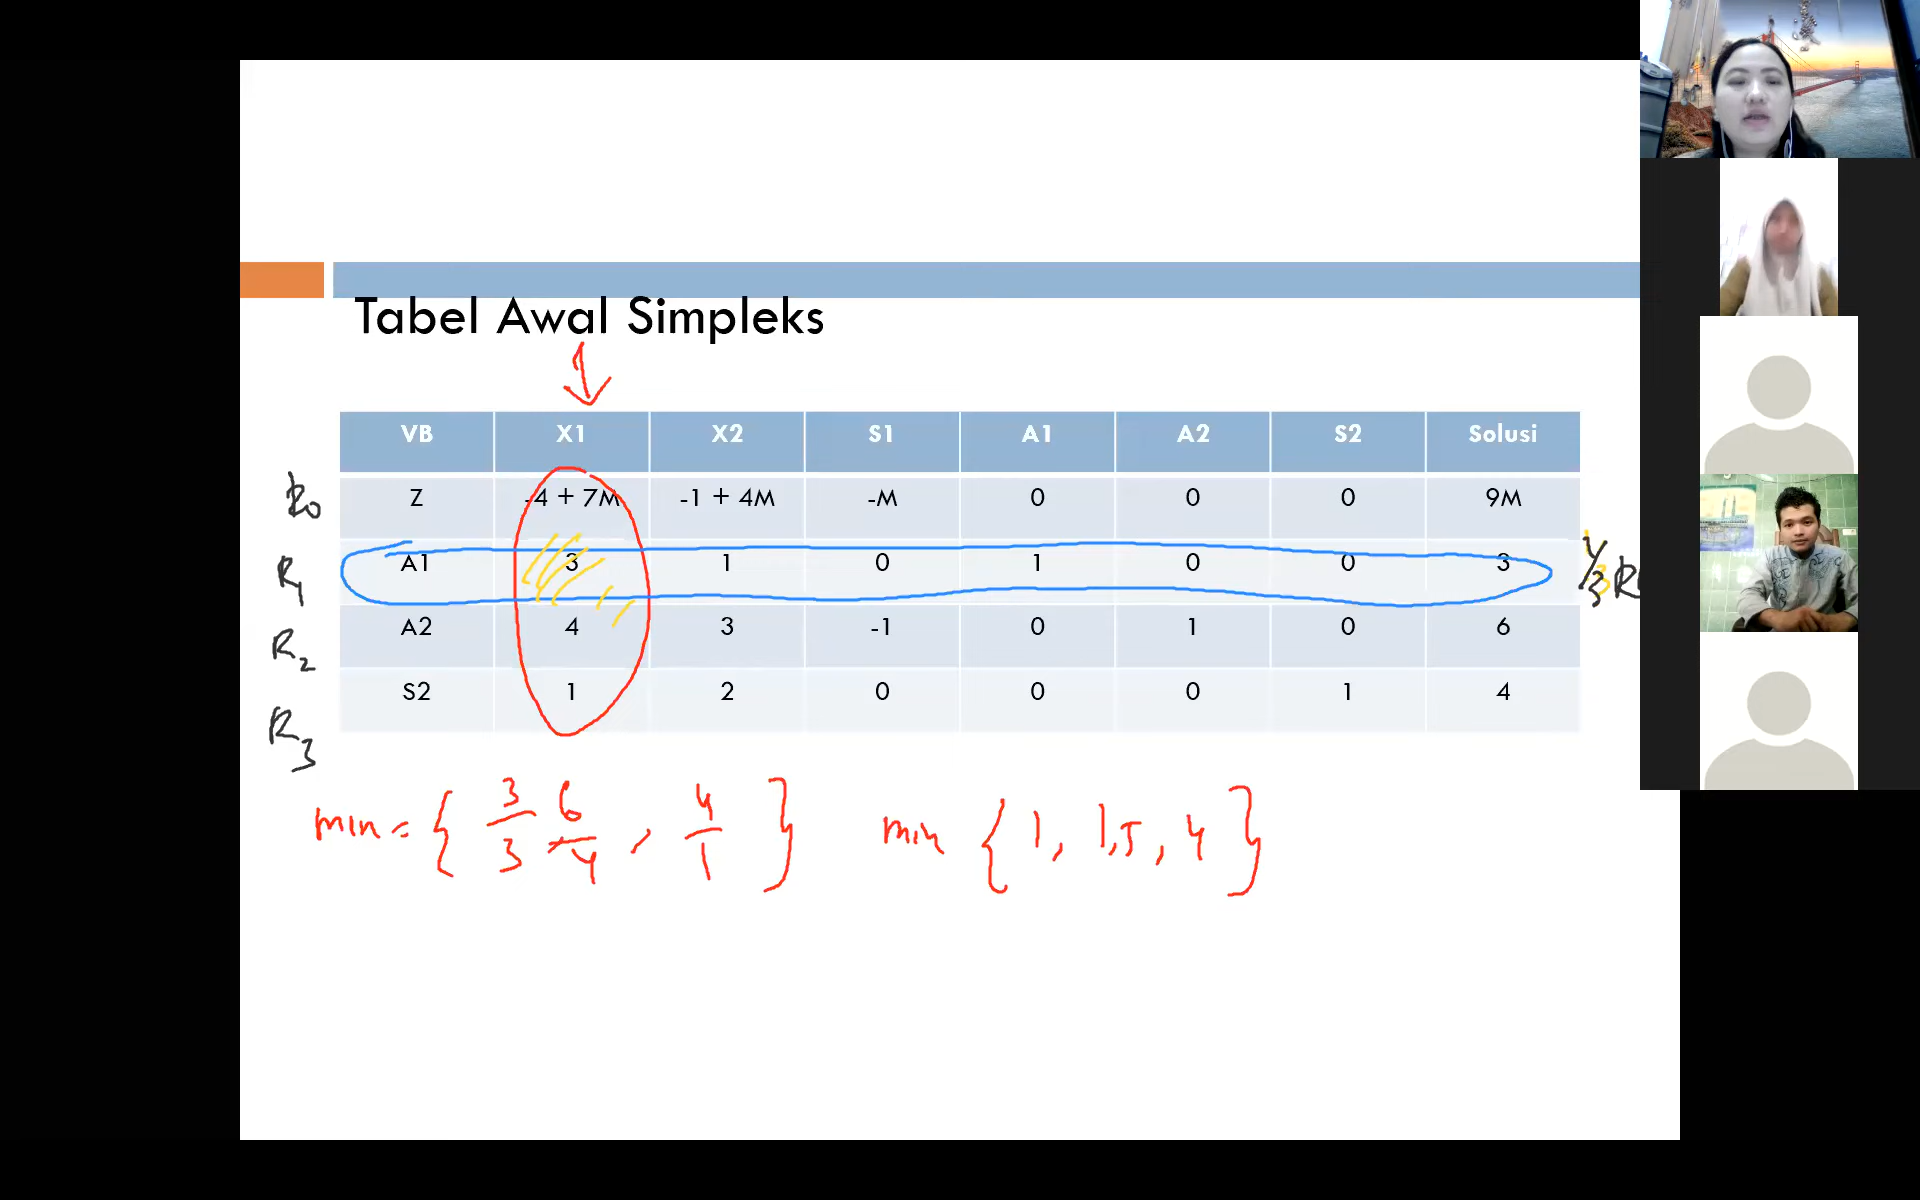 Tabel Awal Simpleks
VB X1 X2 S1 A1 A2 S2 Solusi
R0 Z -4 + 7M -1 + 4M -M 0 0 0 9M
R1 A1 3 1 0 1 0 0 3 1/3 R
R2 A2 4 3 -1 0 1 0 6
R3 S2 1 2 0 0 0 1 4
min = { 3/3 6/4 , 4/1 } min { 1, 1,5, 4 }